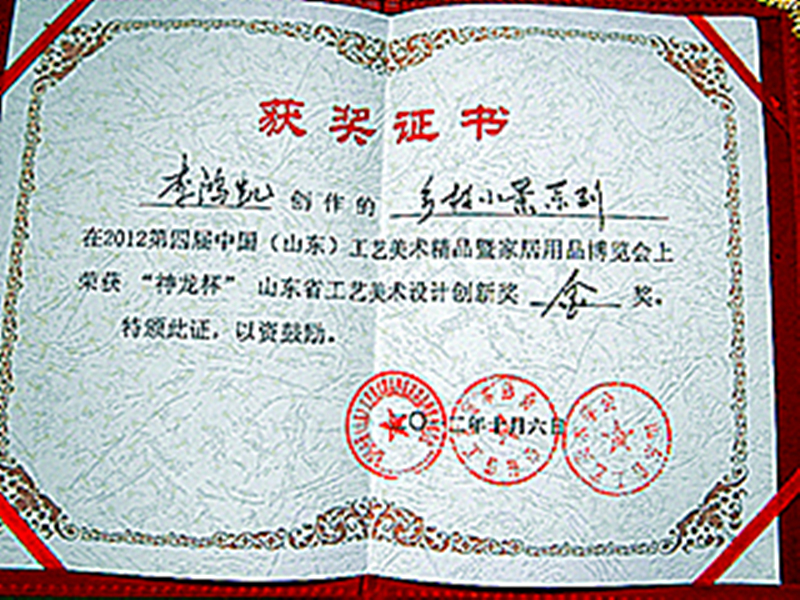 获奖证书
李鸿凯 创作的 乡村小景系列
在2012第四届中国（山东）工艺美术精品暨家居用品博览会上
荣获“神龙杯”山东省工艺美术设计创新奖 金 奖。
特颁此证，以资鼓励。
二〇一二年七月六日